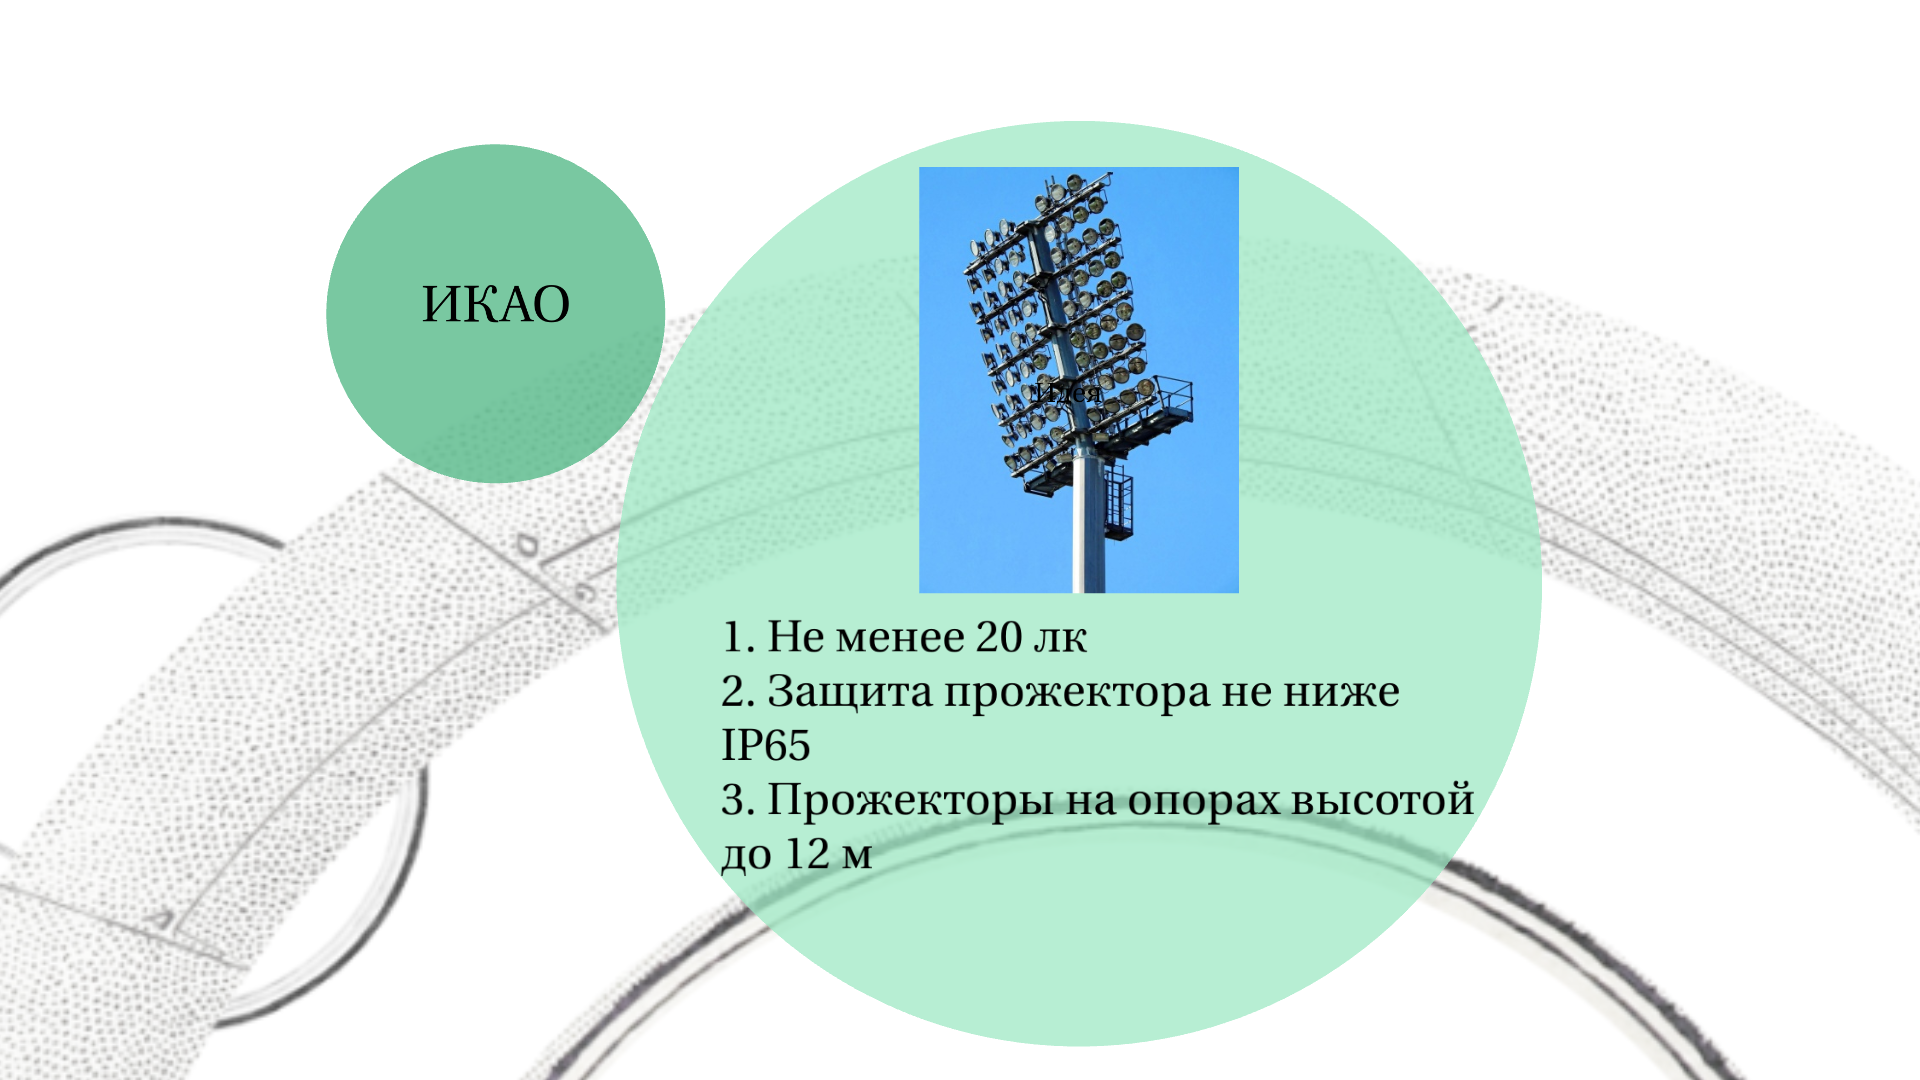 ИКАО
Идея
1. Не менее 20 лк
2. Защита прожектора не ниже
IP65
3. Прожекторы на опорах высотой
до 12 м
D
G
A